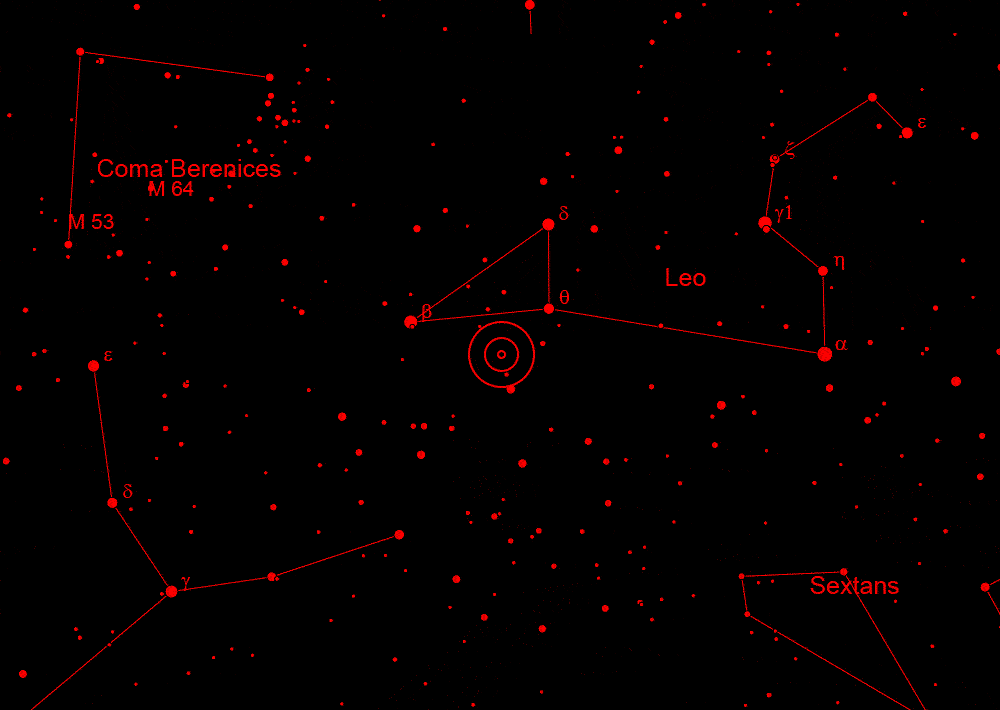 ε
ζ
Coma Berenices
M 64
δ
γ1
M 53
η
Leo
θ
β
α
ε
δ
γ
Sextans